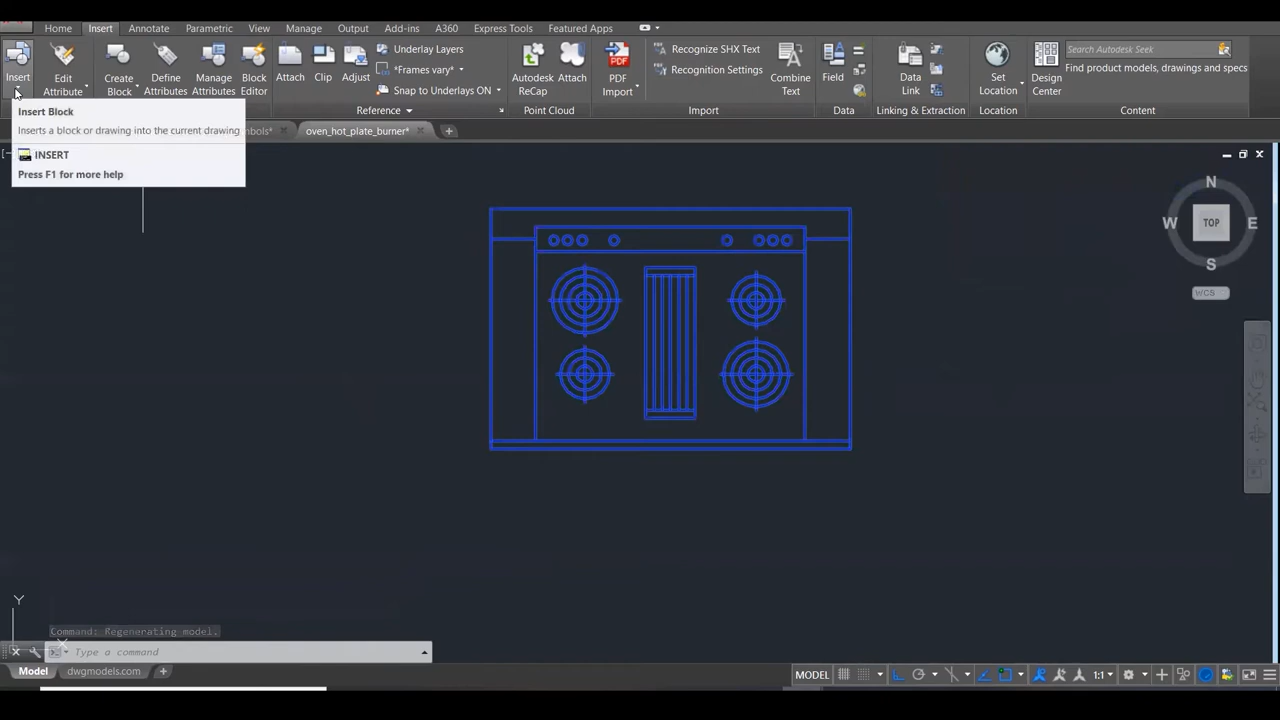 Home Insert Annotate Parametric View Manage Output Add-ins A360 Express Tools Featured Apps
Insert
Edit
Attribute
Create
Block
Define
Attributes
Manage
Attributes
Block
Editor
Attach
Clip
Adjust
Underlay Layers
*Frames vary*
Snap to Underlays ON
Autodesk
ReCap
Attach
PDF
Import
Recognize SHX Text
Recognition Settings
Combine
Text
Field
Data
Link
Set
Location
Design
Center
Search Autodesk Seek
Find product models, drawings and specs
Reference
Point Cloud
Import
Data
Linking & Extraction
Location
Content
Insert Block
Inserts a block or drawing into the current drawing
INSERT
Press F1 for more help
mbols*
oven_hot_plate_burner*
N
W
TOP
E
S
WCS
Y
X
Command: Regenerating model.
Type a command
Model
dwgmodels.com
MODEL
1:1